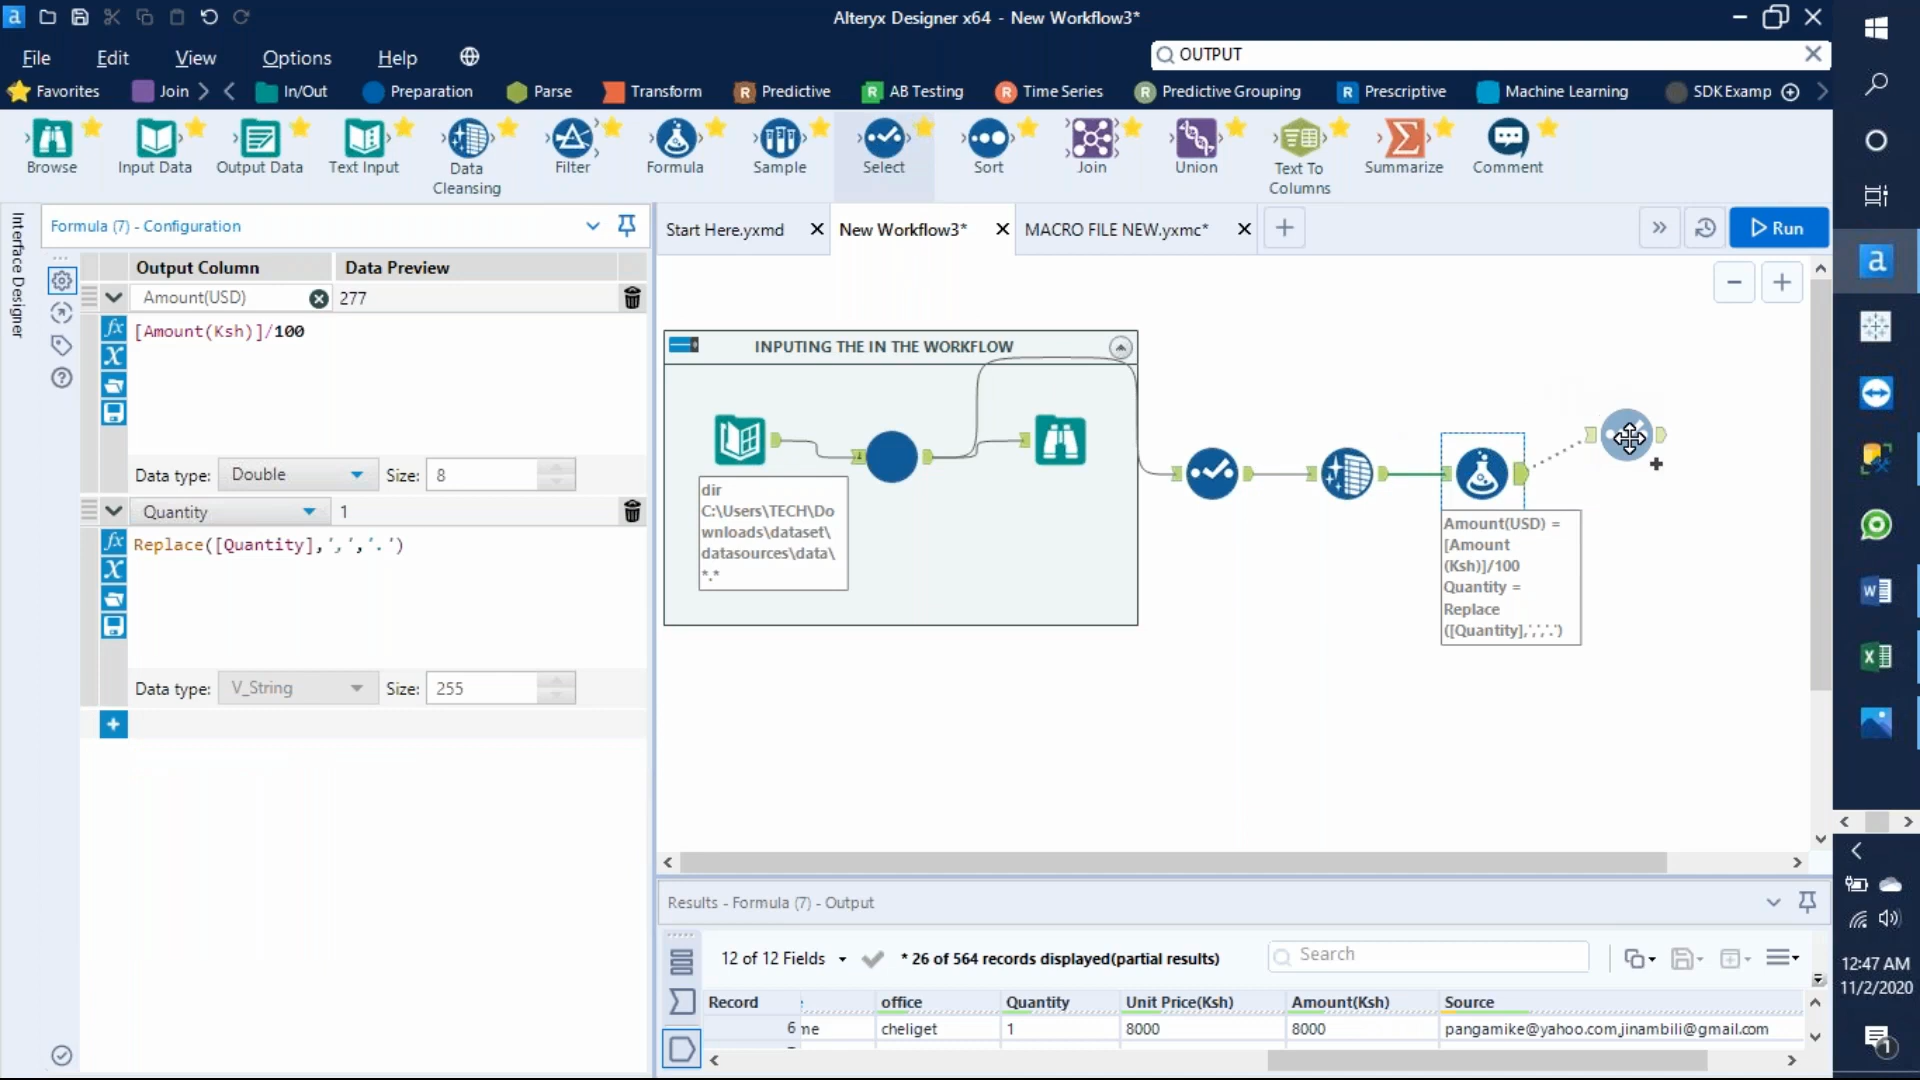 Alteryx Designer x64 - New Workflow3*
File Edit View Options Help
OUTPUT
Favorites Join In/Out Preparation Parse Transform Predictive AB Testing Time Series Predictive Grouping Prescriptive Machine Learning SDKExamp
Browse Input Data Output Data Text Input Data Cleansing Filter Formula Sample Select Sort Join Union Text To Columns Summarize Comment
Interface Designer
Formula (7) - Configuration
Start Here.yxmd New Workflow3* MACRO FILE NEW.yxmc* Run
Output Column Data Preview
Amount(USD) 277
[Amount(Ksh)]/100
Data type: Double Size: 8
Quantity 1
Replace([Quantity],',','.')
Data type: V_String Size: 255
INPUTING THE IN THE WORKFLOW
dir
C:\Users\TECH\Do
wnloads\dataset\
datasources\data\
*.*
Amount(USD) =
[Amount
(Ksh)]/100
Quantity =
Replace
([Quantity],',','.')
Results - Formula (7) - Output
12 of 12 Fields * 26 of 564 records displayed(partial results) Search
Record office Quantity Unit Price(Ksh) Amount(Ksh) Source
6 me cheliget 1 8000 8000 pangamike@yahoo.com,jinambili@gmail.com
12:47 AM
11/2/2020
1